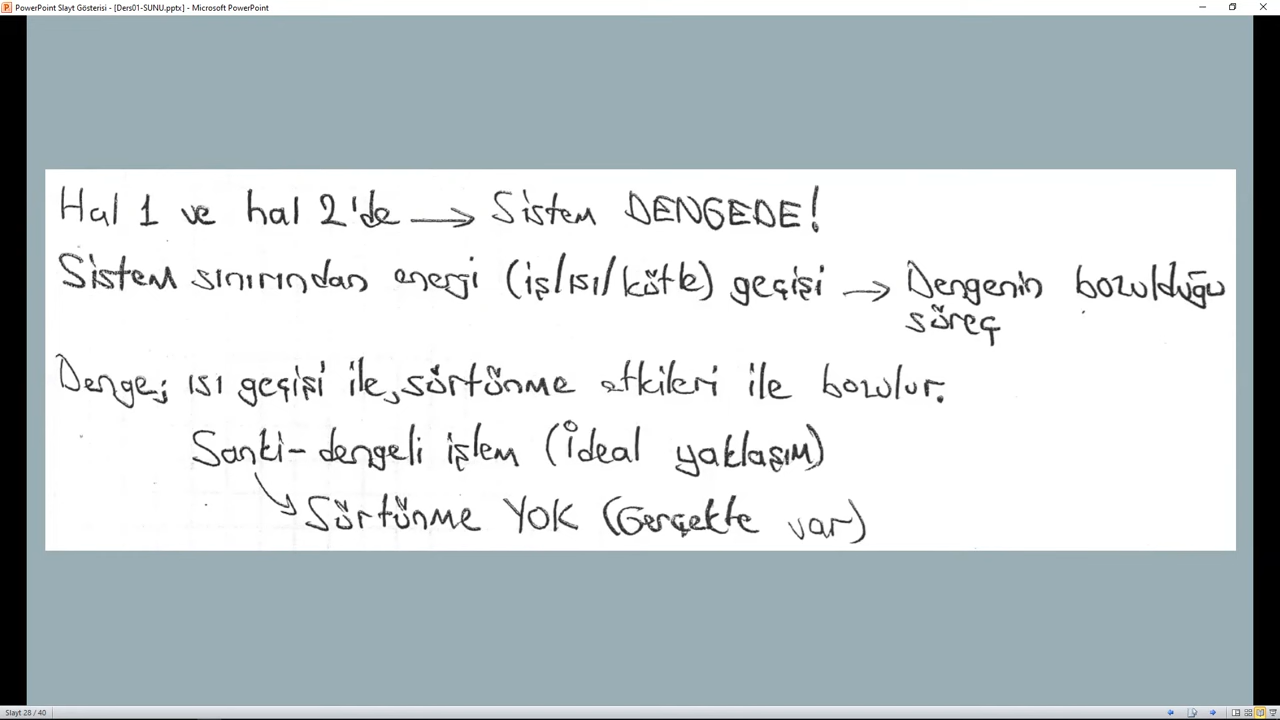 PowerPoint Slayt Gösterisi - [Ders01-SUNU.pptx] - Microsoft PowerPoint
Hal 1 ve hal 2'de → Sistem DENGEDE!
Sistem sınırından enerji (iş/ısı/kütle) geçişi → Dengenin bozulduğu
süreç
Denge; ısı geçişi ile, sürtünme etkileri ile bozulur.
Sanki-dengeli işlem (İdeal yaklaşım)
Sürtünme YOK (Gerçekte var)
Slayt 28 / 40